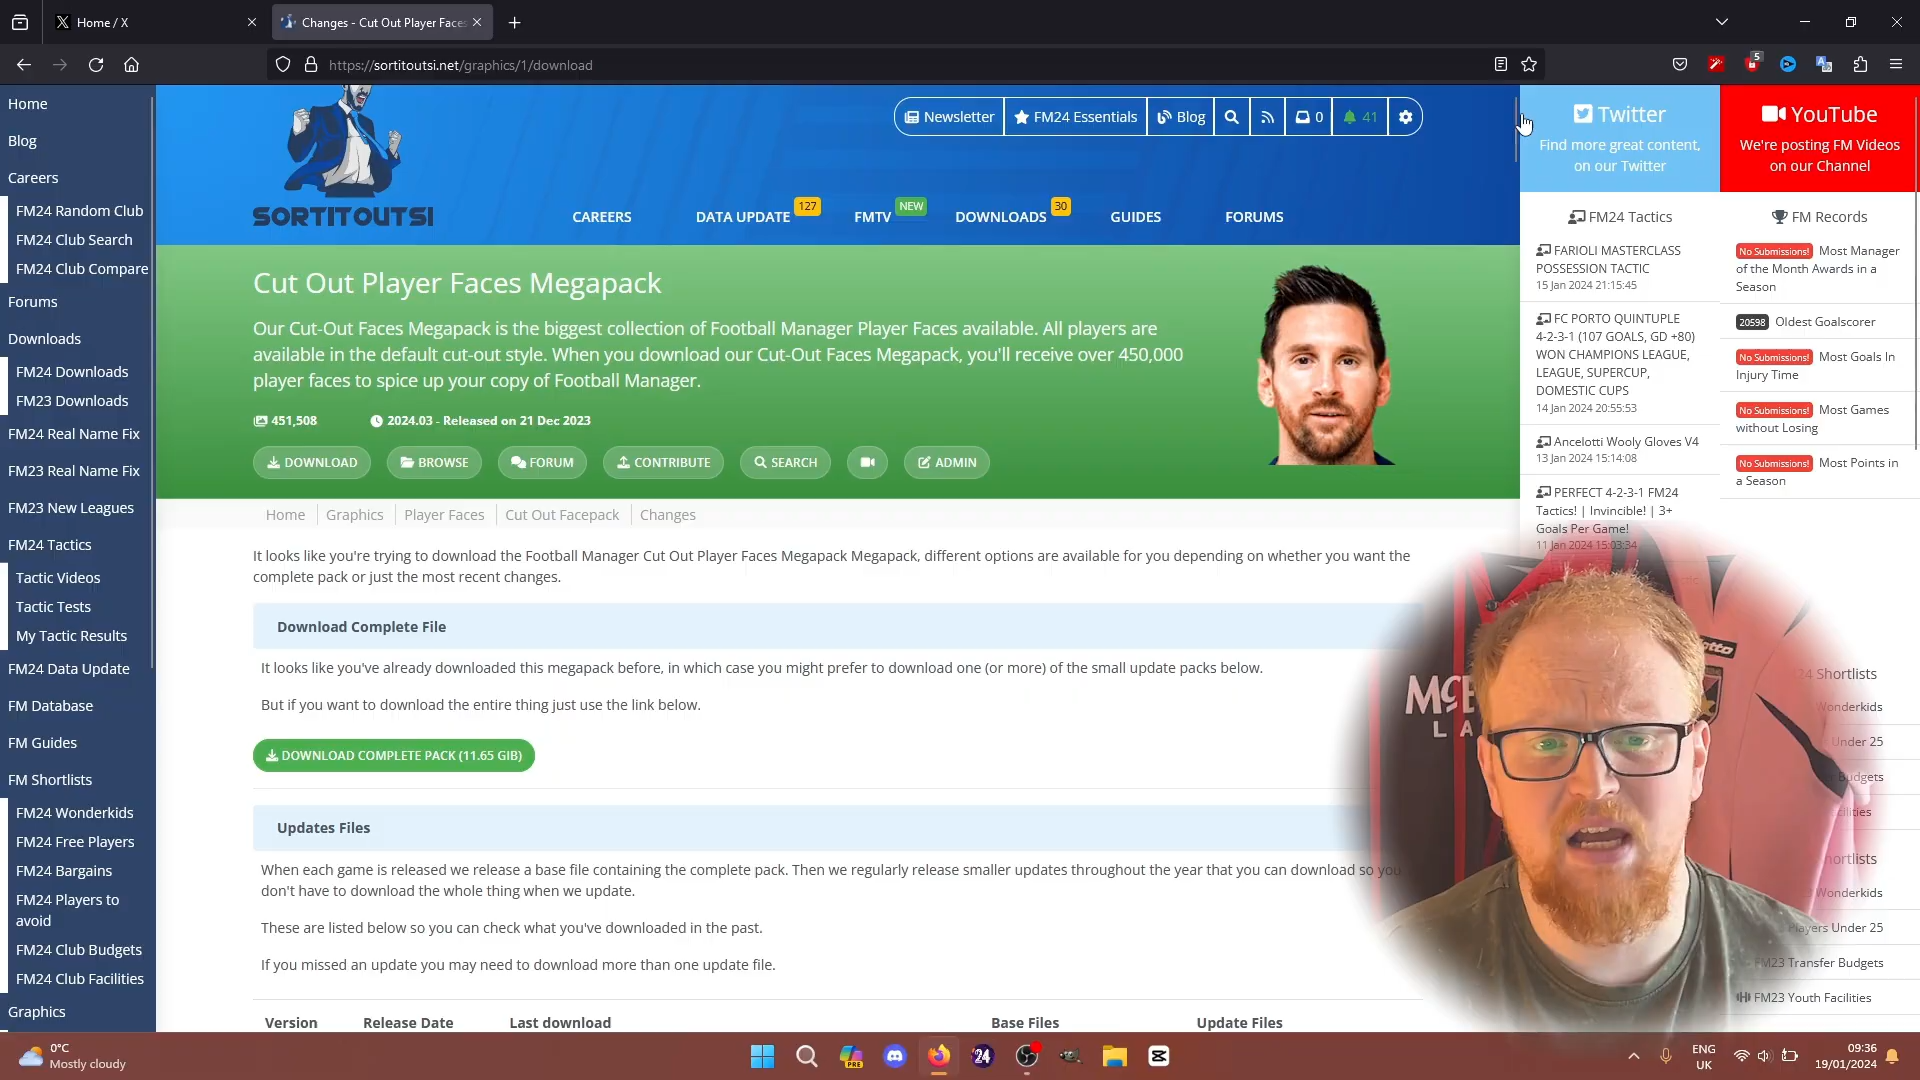 Home / X
Changes - Cut Out Player Faces
https://sortitoutsi.net/graphics/1/download
5
Home
Blog
Careers
FM24 Random Club
FM24 Club Search
FM24 Club Compare
Forums
Downloads
FM24 Downloads
FM23 Downloads
FM24 Real Name Fix
FM23 Real Name Fix
FM23 New Leagues
FM24 Tactics
Tactic Videos
Tactic Tests
My Tactic Results
FM24 Data Update
FM Database
FM Guides
FM Shortlists
FM24 Wonderkids
FM24 Free Players
FM24 Bargains
FM24 Players to
avoid
FM24 Club Budgets
FM24 Club Facilities
Graphics
SORTITOUTSI
Newsletter
FM24 Essentials
Blog
0
41
CAREERS
DATA UPDATE 127
FMTV NEW
DOWNLOADS 30
GUIDES
FORUMS
Cut Out Player Faces Megapack
Our Cut-Out Faces Megapack is the biggest collection of Football Manager Player Faces available. All players are
available in the default cut-out style. When you download our Cut-Out Faces Megapack, you'll receive over 450,000
player faces to spice up your copy of Football Manager.
451,508
2024.03 - Released on 21 Dec 2023
DOWNLOAD
BROWSE
FORUM
CONTRIBUTE
SEARCH
ADMIN
Home
Graphics
Player Faces
Cut Out Facepack
Changes
It looks like you're trying to download the Football Manager Cut Out Player Faces Megapack Megapack, different options are available for you depending on whether you want the
complete pack or just the most recent changes.
Download Complete File
It looks like you've already downloaded this megapack before, in which case you might prefer to download one (or more) of the small update packs below.
But if you want to download the entire thing just use the link below.
DOWNLOAD COMPLETE PACK (11.65 GIB)
Updates Files
When each game is released we release a base file containing the complete pack. Then we regularly release smaller updates throughout the year that you can download so you
don't have to download the whole thing when we update.
These are listed below so you can check what you've downloaded in the past.
If you missed an update you may need to download more than one update file.
Version
Release Date
Last download
Base Files
Update Files
Twitter
Find more great content,
on our Twitter
FM24 Tactics
FARIOLI MASTERCLASS
POSSESSION TACTIC
15 Jan 2024 21:15:45
FC PORTO QUINTUPLE
4-2-3-1 (107 GOALS, GD +80)
WON CHAMPIONS LEAGUE,
LEAGUE, SUPERCUP,
DOMESTIC CUPS
14 Jan 2024 20:55:53
Ancelotti Wooly Gloves V4
13 Jan 2024 15:14:08
PERFECT 4-2-3-1 FM24
Tactics! | Invincible! | 3+
Goals Per Game!
11 Jan 2024 15:03:34
YouTube
We're posting FM Videos
on our Channel
FM Records
No Submissions! Most Manager
of the Month Awards in a
Season
20598 Oldest Goalscorer
No Submissions! Most Goals In
Injury Time
No Submissions! Most Games
without Losing
No Submissions! Most Points in
a Season
Shortlists
Under 25
Players Under 25
FM23 Transfer Budgets
FM23 Youth Facilities
0°C
Mostly cloudy
PRE
24
ENG
UK
09:36
19/01/2024